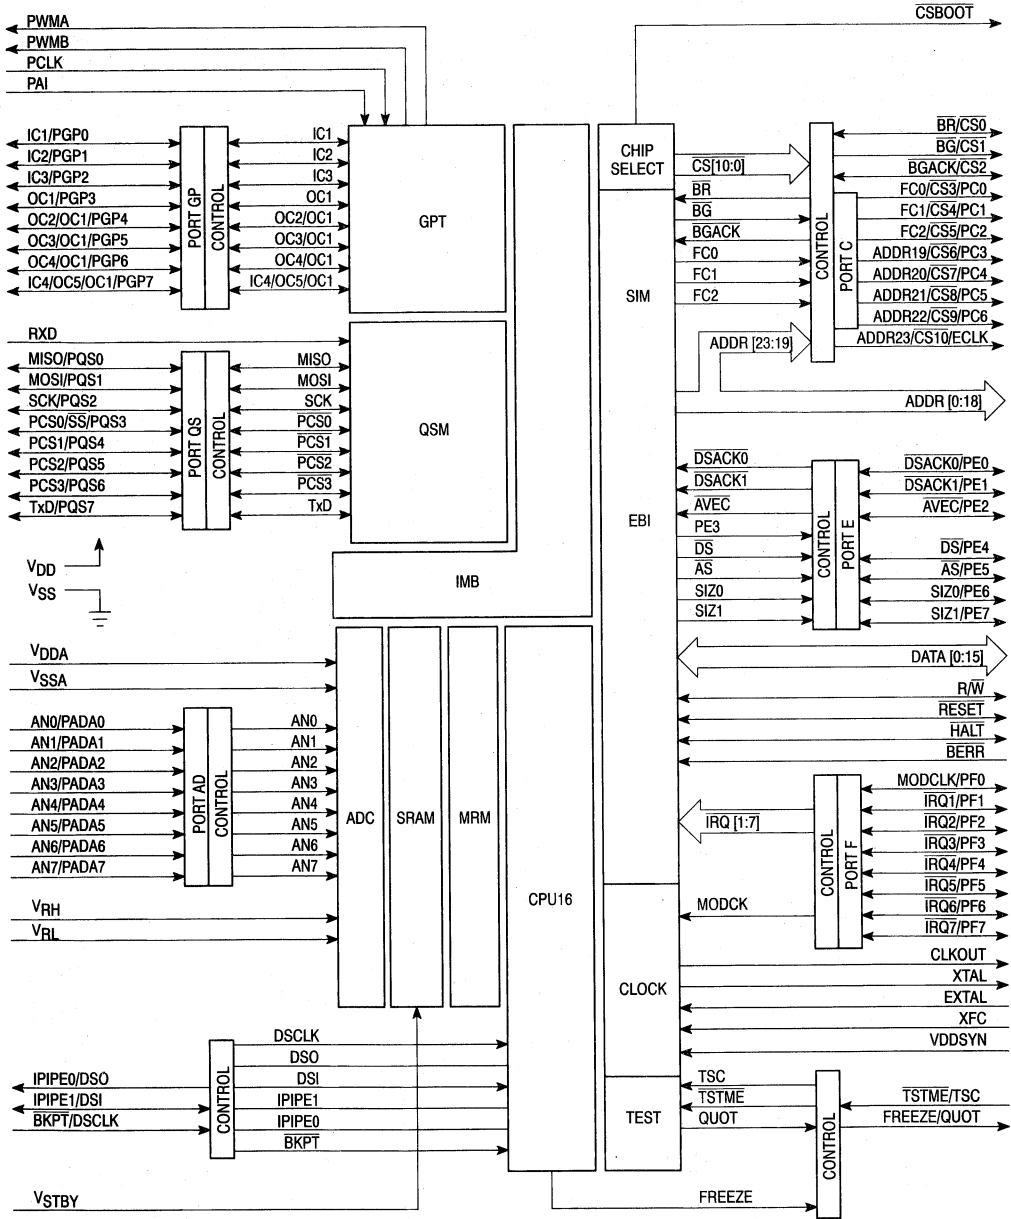 PWMA
PWMB
PCLK
PAI
IC1/PGP0
IC2/PGP1
IC3/PGP2
OC1/PGP3
OC2/OC1/PGP4
OC3/OC1/PGP5
OC4/OC1/PGP6
IC4/OC5/OC1/PGP7
PORT GP
CONTROL
IC1
IC2
IC3
OC1
OC2/OC1
OC3/OC1
OC4/OC1
IC4/OC5/OC1
GPT
RXD
MISO/PQS0
MOSI/PQS1
SCK/PQS2
PCS0/SS/PQS3
PCS1/PQS4
PCS2/PQS5
PCS3/PQS6
TxD/PQS7
PORT QS
CONTROL
MISO
MOSI
SCK
PCS0
PCS1
PCS2
PCS3
TxD
QSM
VDD
VSS
IMB
VDDA
VSSA
AN0/PADA0
AN1/PADA1
AN2/PADA2
AN3/PADA3
AN4/PADA4
AN5/PADA5
AN6/PADA6
AN7/PADA7
PORT AD
CONTROL
AN0
AN1
AN2
AN3
AN4
AN5
AN6
AN7
VRH
VRL
ADC
SRAM
MRM
CPU16
IPIPE0/DSO
IPIPE1/DSI
BKPT/DSCLK
CONTROL
DSCLK
DSO
DSI
IPIPE1
IPIPE0
BKPT
VSTBY
CSBOOT
CHIP
SELECT
SIM
EBI
CLOCK
TEST
CS[10:0]
BR
BG
BGACK
FC0
FC1
FC2
ADDR [23:19]
CONTROL
PORT C
BR/CS0
BG/CS1
BGACK/CS2
FC0/CS3/PC0
FC1/CS4/PC1
FC2/CS5/PC2
ADDR19/CS6/PC3
ADDR20/CS7/PC4
ADDR21/CS8/PC5
ADDR22/CS9/PC6
ADDR23/CS10/ECLK
ADDR [0:18]
DSACK0
DSACK1
AVEC
PE3
DS
AS
SIZ0
SIZ1
CONTROL
PORT E
DSACK0/PE0
DSACK1/PE1
AVEC/PE2
DS/PE4
AS/PE5
SIZ0/PE6
SIZ1/PE7
DATA [0:15]
R/W
RESET
HALT
BERR
IRQ [1:7]
MODCK
CONTROL
PORT F
MODCLK/PF0
IRQ1/PF1
IRQ2/PF2
IRQ3/PF3
IRQ4/PF4
IRQ5/PF5
IRQ6/PF6
IRQ7/PF7
CLKOUT
XTAL
EXTAL
XFC
VDDSYN
TSC
TSTME
QUOT
FREEZE
CONTROL
TSTME/TSC
FREEZE/QUOT